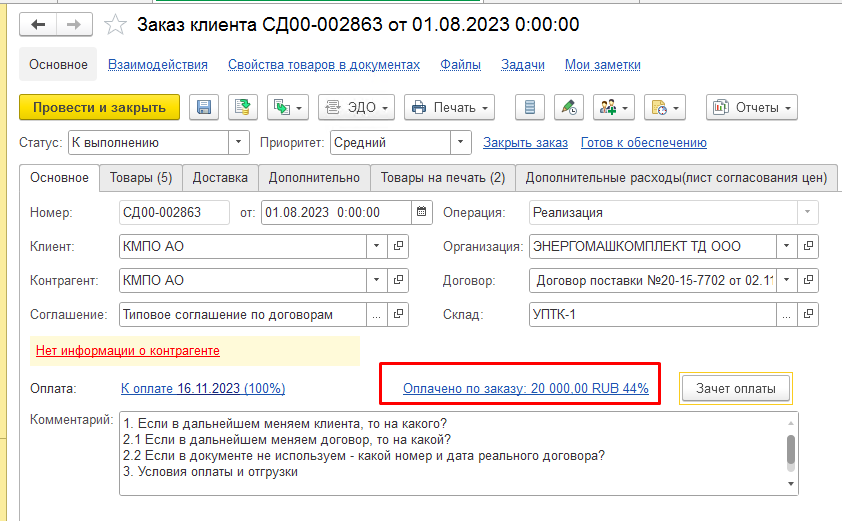 Заказ клиента СД00-002863 от 01.08.2023 0:00:00
Основное Взаимодействия Свойства товаров в документах Файлы Задачи Мои заметки
Провести и закрыть ЭДО Печать Отчеты
Статус: К выполнению Приоритет: Средний Закрыть заказ Готов к обеспечению
Основное Товары (5) Доставка Дополнительно Товары на печать (2) Дополнительные расходы(лист согласования цен)
Номер: СД00-002863 от: 01.08.2023 0:00:00 Операция: Реализация
Клиент: КМПО АО Организация: ЭНЕРГОМАШКОМПЛЕКТ ТД ООО
Контрагент: КМПО АО Договор: Договор поставки №20-15-7702 от 02.11
Соглашение: Типовое соглашение по договорам ... Склад: УПТК-1 ...
Нет информации о контрагенте
Оплата: К оплате 16.11.2023 (100%) Оплачено по заказу: 20 000,00 RUB 44% Зачет оплаты
Комментарий: 1. Если в дальнейшем меняем клиента, то на какого?
2.1 Если в дальнейшем меняем договор, то на какой?
2.2 Если в документе не используем - какой номер и дата реального договора?
3. Условия оплаты и отгрузки